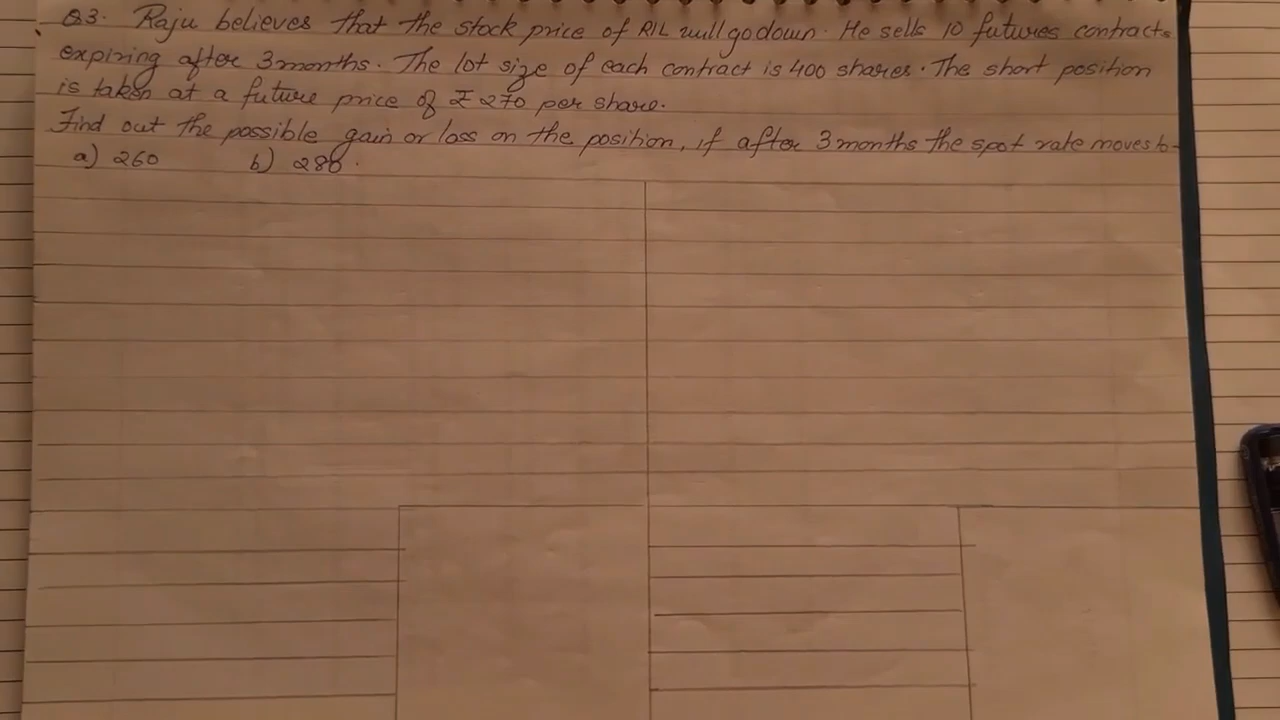 Q3. Raju believes that the stock price of RIL will go down. He sells 10 futures contracts
expiring after 3 months. The lot size of each contract is 400 shares. The short position
is taken at a future price of ₹ 270 per share.
Find out the possible gain or loss on the position, if after 3 months the spot rate moves to-
a) 260 b) 280.